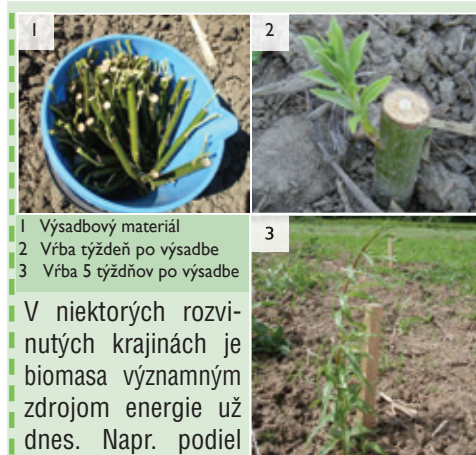 1
2
1 Výsadbový materiál
2 Vŕba týždeň po výsadbe
3 Vŕba 5 týždňov po výsadbe
3
V niektorých rozvi-
nutých krajinách je
biomasa významným
zdrojom energie už
dnes. Napr. podiel